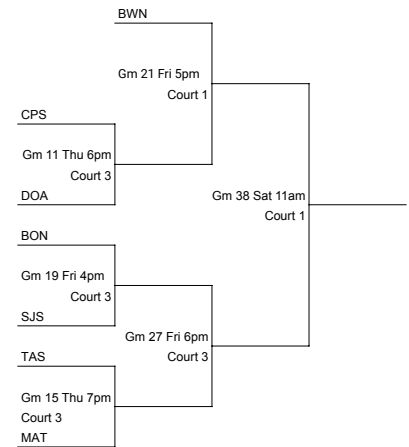 BWN
Gm 21 Fri 5pm
Court 1
CPS
Gm 11 Thu 6pm
Court 3
DOA
Gm 38 Sat 11am
Court 1
BON
Gm 19 Fri 4pm
Court 3
SJS
Gm 27 Fri 6pm
Court 3
TAS
Gm 15 Thu 7pm
Court 3
MAT